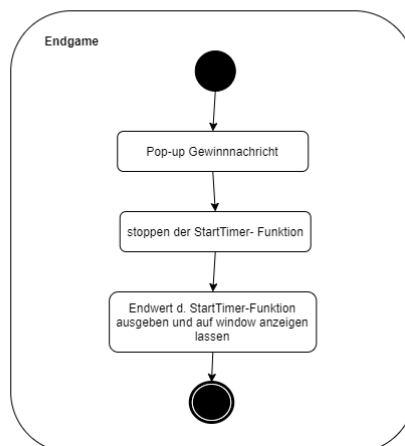 Endgame
Pop-up Gewinnnachricht
stoppen der StartTimer- Funktion
Endwert d. StartTimer-Funktion
ausgeben und auf window anzeigen
lassen